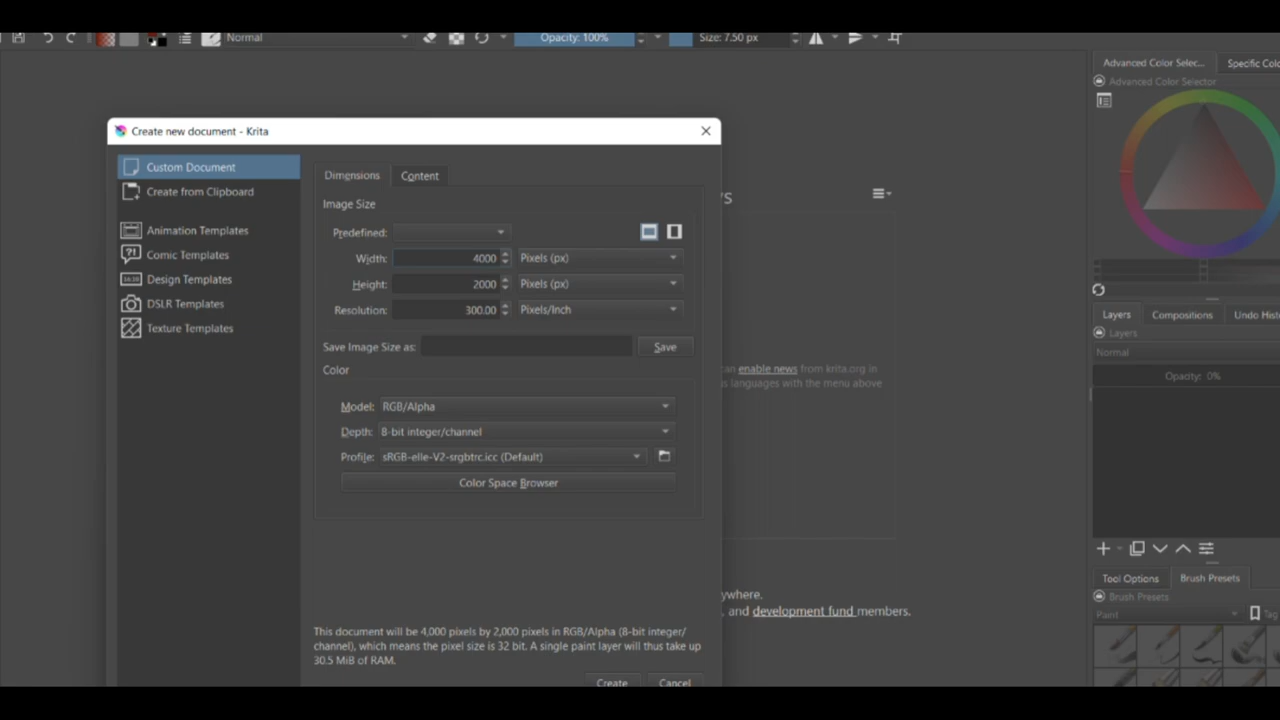 Normal
Opacity: 100%
Size: 7.50 px
Advanced Color Selec...
Specific Colo
Advanced Color Selector
Create new document - Krita
Custom Document
Create from Clipboard
Animation Templates
Comic Templates
Design Templates
DSLR Templates
Texture Templates
Dimensions
Content
Image Size
Predefined:
Width: 4000 Pixels (px)
Height: 2000 Pixels (px)
Resolution: 300.00 Pixels/Inch
Save Image Size as: Save
Color
Model: RGB/Alpha
Depth: 8-bit integer/channel
Profile: sRGB-elle-V2-srgbtrc.icc (Default)
Color Space Browser
This document will be 4,000 pixels by 2,000 pixels in RGB/Alpha (8-bit integer/
channel), which means the pixel size is 32 bit. A single paint layer will thus take up
30.5 MiB of RAM.
Create
Cancel
can enable news from krita.org in
s languages with the menu above
ywhere.
, and development fund members.
Layers
Compositions
Undo Hist
Layers
Normal
Opacity: 0%
Tool Options
Brush Presets
Brush Presets
Paint
Tag